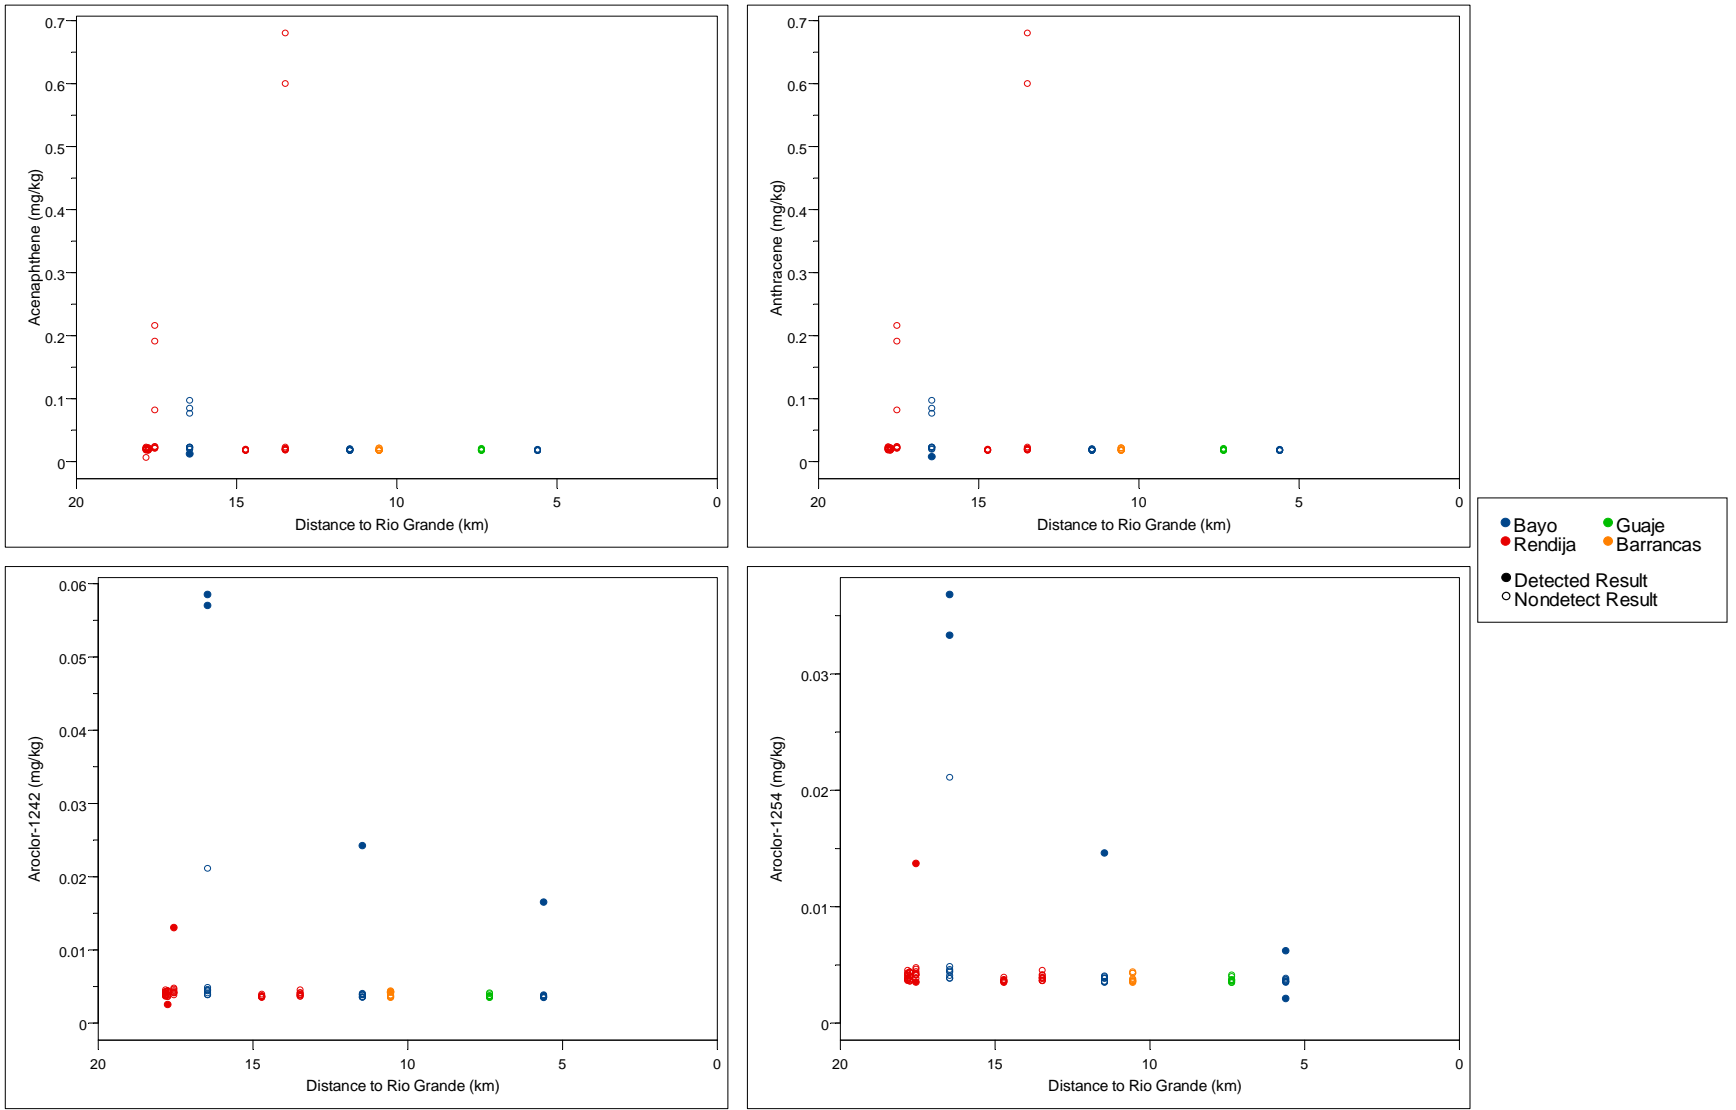 0.7
0.6
0.5
0.4
0.3
0.2
0.1
0
Acenaphthene (mg/kg)
20 15 10 5 0
Distance to Rio Grande (km)
0.7
0.6
0.5
0.4
0.3
0.2
0.1
0
Anthracene (mg/kg)
20 15 10 5 0
Distance to Rio Grande (km)
Bayo Guaje
Rendija Barrancas
Detected Result
Nondetect Result
0.06
0.05
0.04
0.03
0.02
0.01
0
Aroclor-1242 (mg/kg)
20 15 10 5 0
Distance to Rio Grande (km)
0.03
0.02
0.01
0
Aroclor-1254 (mg/kg)
20 15 10 5 0
Distance to Rio Grande (km)